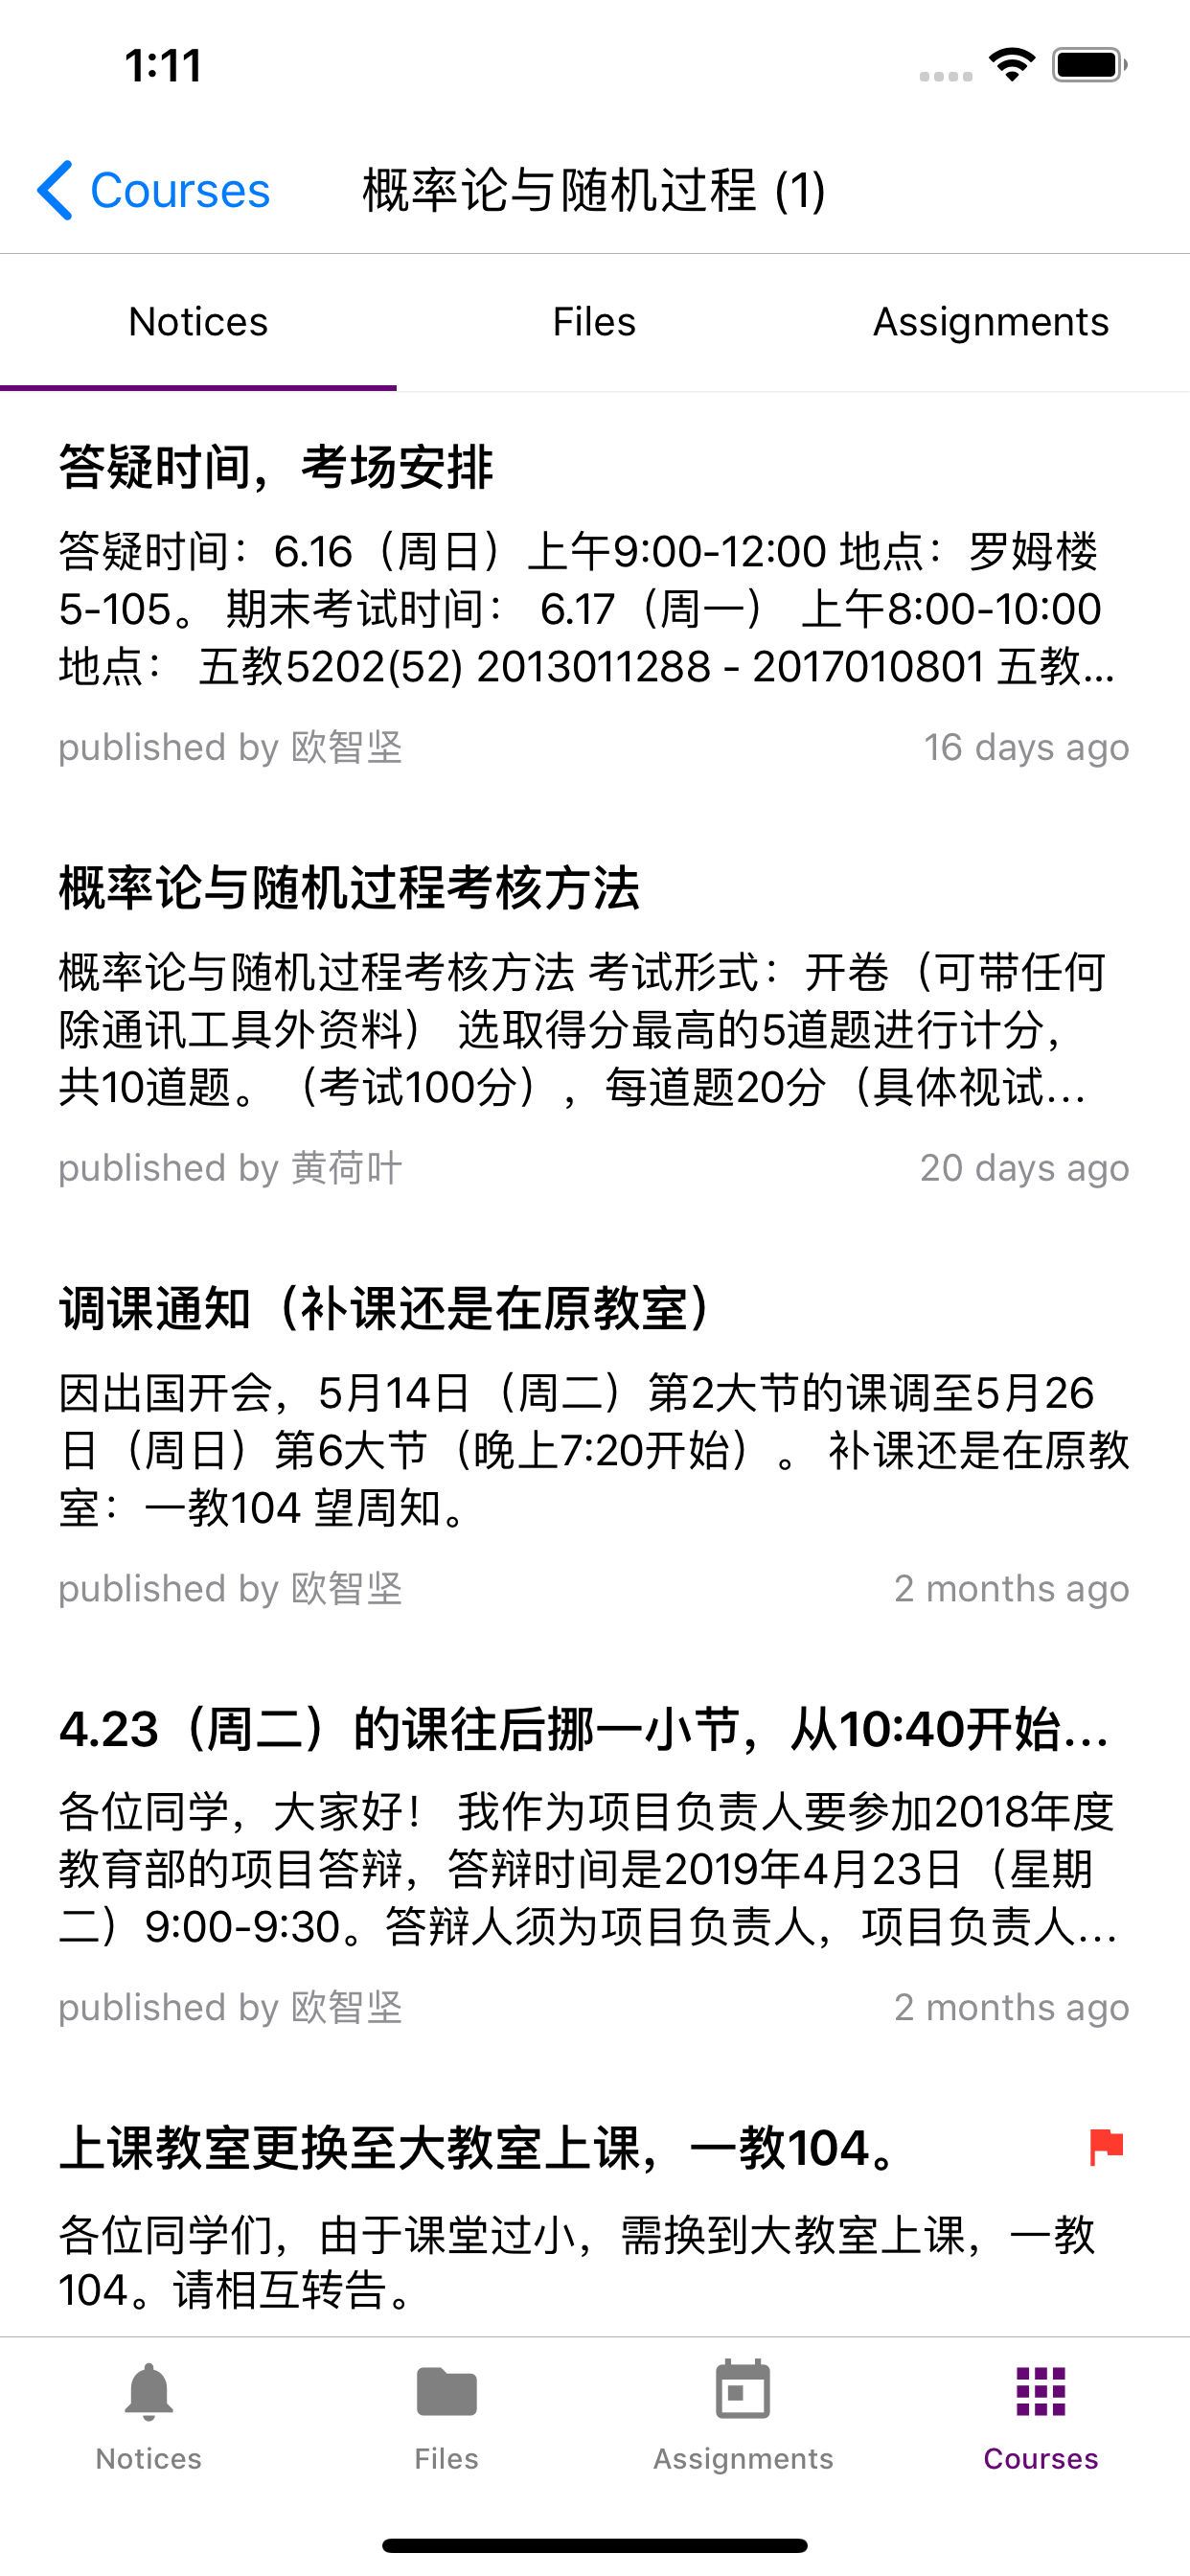 1:11
Courses
概率论与随机过程 (1)
Notices
Files
Assignments
答疑时间，考场安排
答疑时间：6.16（周日）上午9:00-12:00 地点：罗姆楼
5-105。 期末考试时间： 6.17（周一） 上午8:00-10:00
地点： 五教5202(52) 2013011288 - 2017010801 五教...
published by 欧智坚
16 days ago
概率论与随机过程考核方法
概率论与随机过程考核方法 考试形式：开卷（可带任何
除通讯工具外资料） 选取得分最高的5道题进行计分，
共10道题。（考试100分），每道题20分（具体视试...
published by 黄荷叶
20 days ago
调课通知（补课还是在原教室）
因出国开会，5月14日（周二）第2大节的课调至5月26
日（周日）第6大节（晚上7:20开始）。 补课还是在原教
室：一教104 望周知。
published by 欧智坚
2 months ago
4.23（周二）的课往后挪一小节，从10:40开始...
各位同学，大家好！ 我作为项目负责人要参加2018年度
教育部的项目答辩，答辩时间是2019年4月23日（星期
二）9:00-9:30。答辩人须为项目负责人，项目负责人...
published by 欧智坚
2 months ago
上课教室更换至大教室上课，一教104。
各位同学们，由于课堂过小，需换到大教室上课，一教
104。请相互转告。
Notices
Files
Assignments
Courses